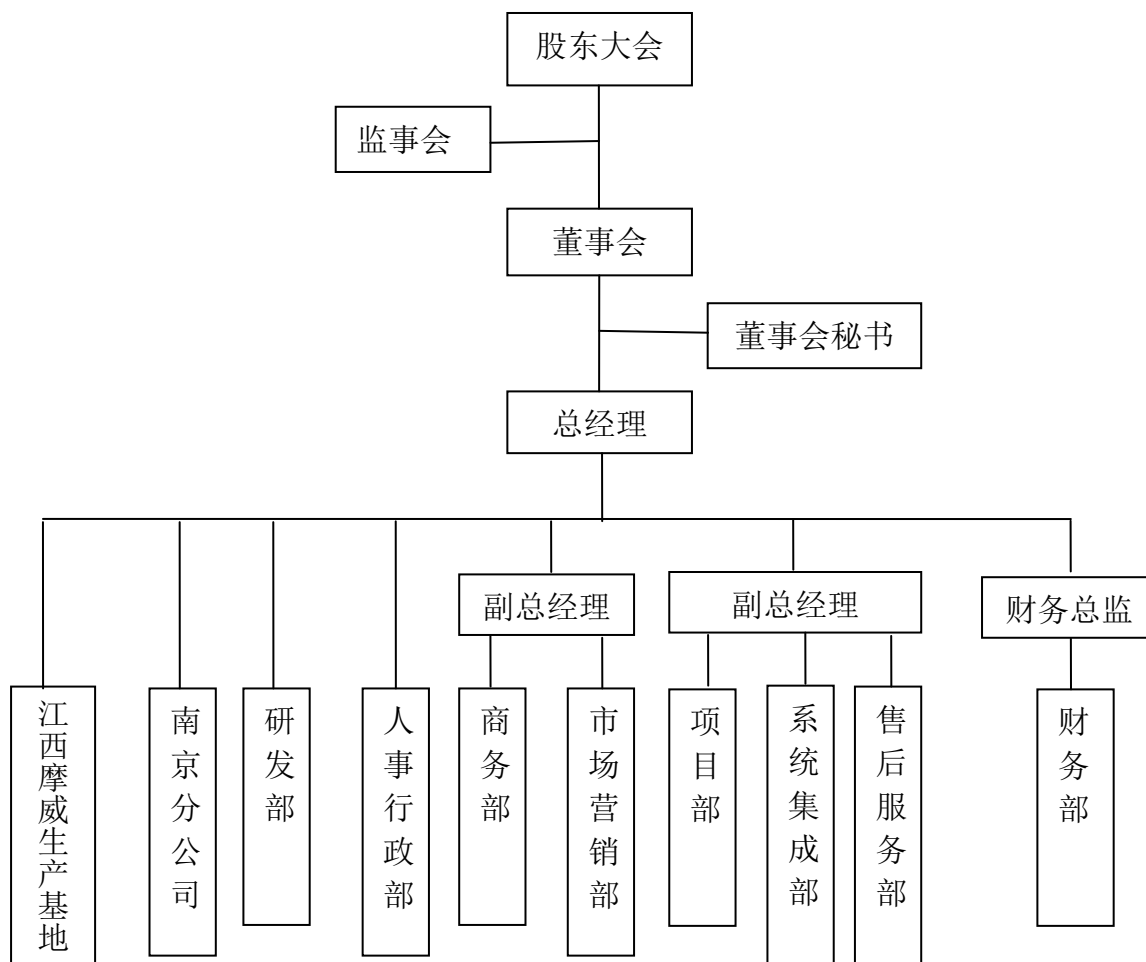 股东大会
监事会
董事会
董事会秘书
总经理
副总经理
副总经理
财务总监
江西摩威生产基地
南京分公司
研发部
人事行政部
商务部
市场营销部
项目部
系统集成部
售后服务部
财务部